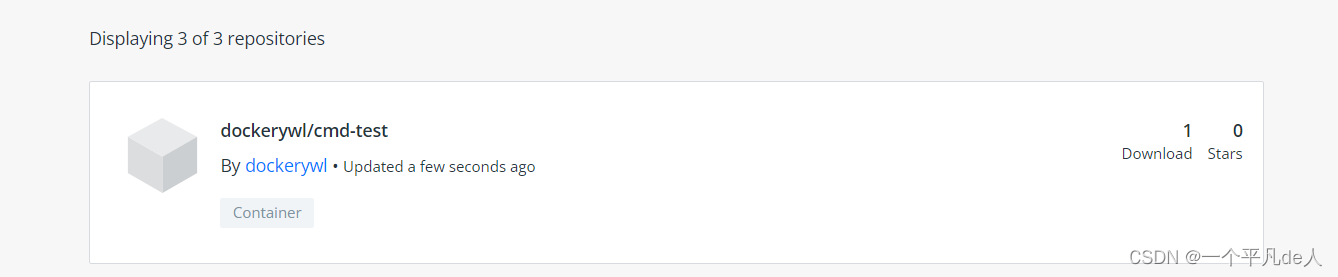 Displaying 3 of 3 repositories
dockerywl/cmd-test
1 0
By dockerywl • Updated a few seconds ago
Download Stars
Container
CSDN @一个平凡de人